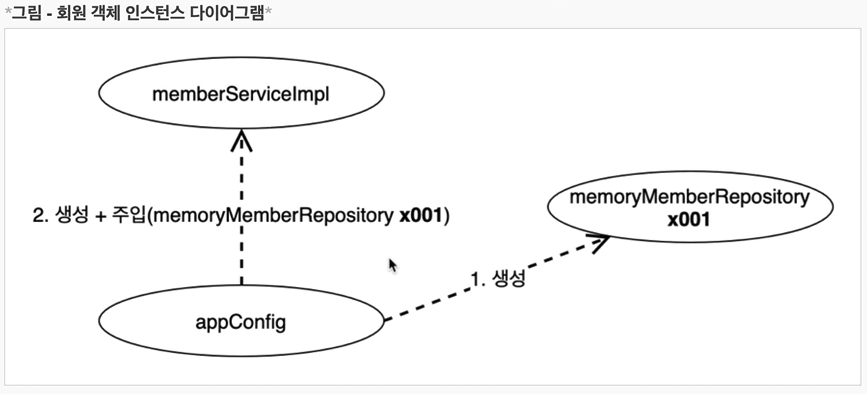 *그림 - 회원 객체 인스턴스 다이어그램*
memberServiceImpl
memoryMemberRepository
x001
2. 생성 + 주입(memoryMemberRepository x001)
1. 생성
appConfig